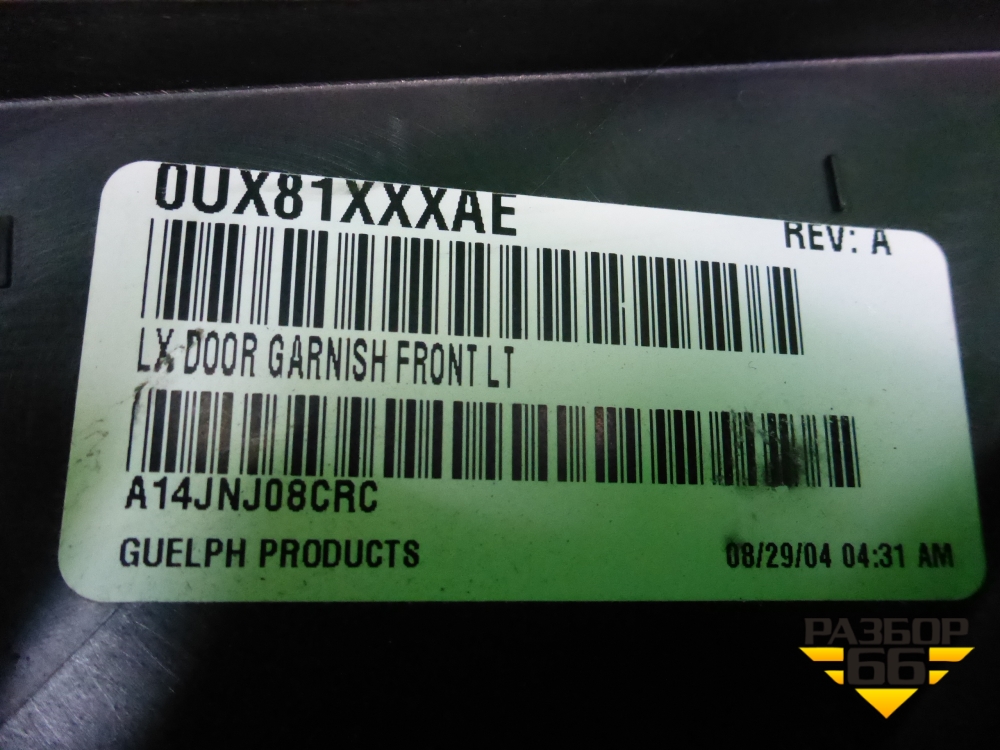 0UX81XXXAE
REV: A
LX DOOR GARNISH FRONT LT
A14JNJ08CRC
GUELPH PRODUCTS
08/29/04 04:31 AM
РАЗБОР
66